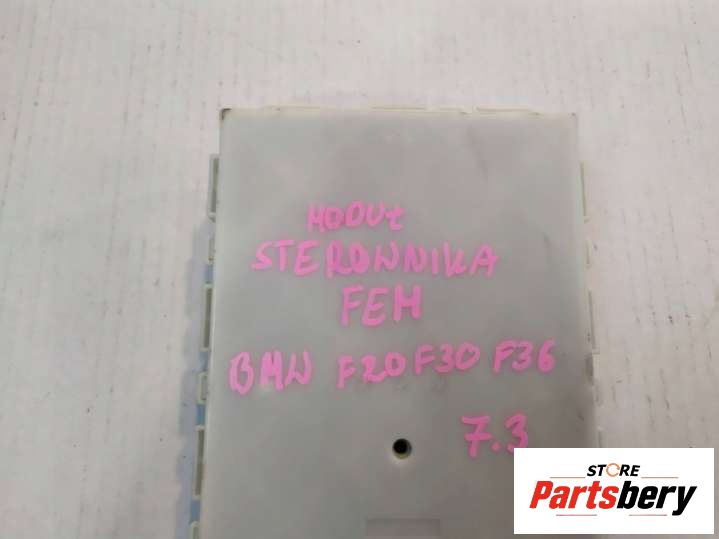 MODUŁ
STEROWNIKA
FEM
BMW F20 F30 F36
7.3
STORE
Partsbery